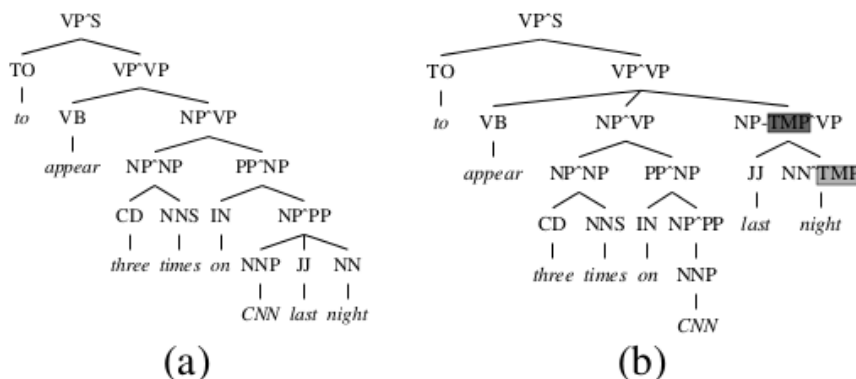 VP^S VP^S
TO VP^VP TO VP^VP
to VB NP^VP to VB NP^VP NP-TMP^VP
appear NP^NP PP^NP appear NP^NP PP^NP JJ NN^TMP
CD NNS IN NP^PP CD NNS IN NP^PP last night
three times on NNP JJ NN three times on NNP
CNN last night CNN
(a) (b)